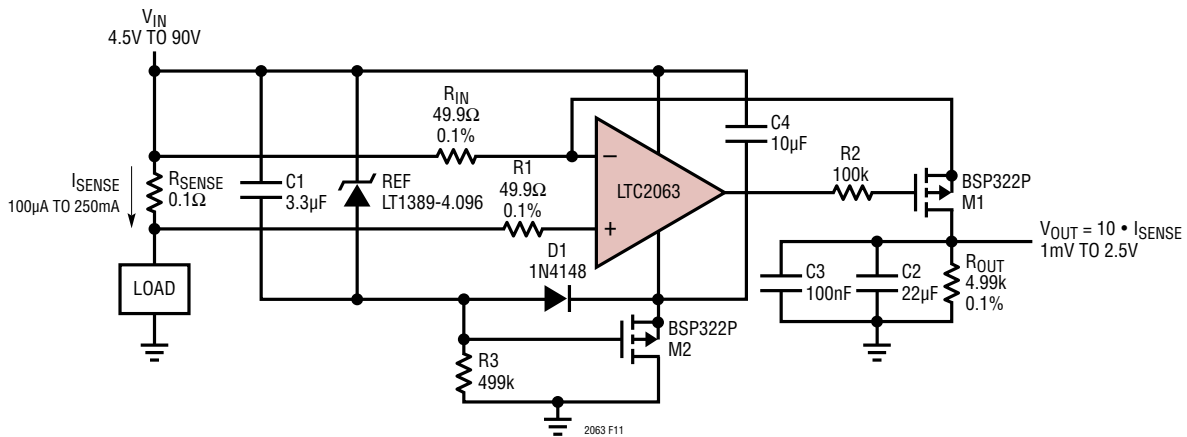 VIN
4.5V TO 90V
ISENSE
100µA TO 250mA
RSENSE
0.1Ω
LOAD
C1
3.3µF
REF
LT1389-4.096
RIN
49.9Ω
0.1%
R1
49.9Ω
0.1%
D1
1N4148
R3
499k
–
+
LTC2063
BSP322P
M2
C4
10µF
R2
100k
BSP322P
M1
VOUT = 10 • ISENSE
1mV TO 2.5V
C3
100nF
C2
22µF
ROUT
4.99k
0.1%
2063 F11